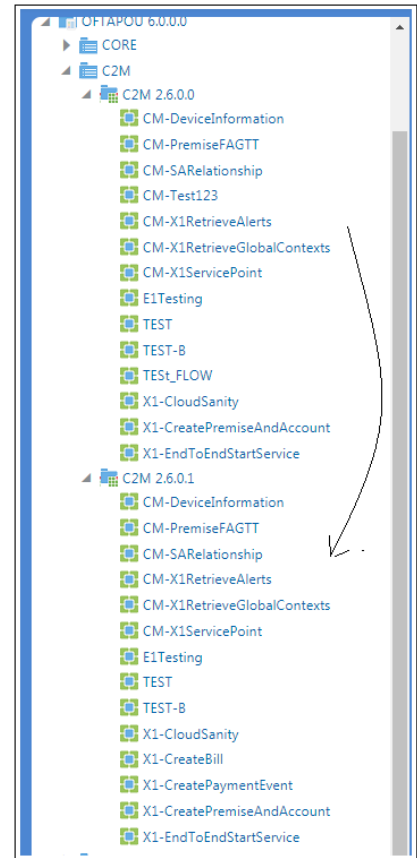 OFTAPOU 6.0.0.0
CORE
C2M
C2M 2.6.0.0
CM-DeviceInformation
CM-PremiseFAGTT
CM-SARelationship
CM-Test123
CM-X1RetrieveAlerts
CM-X1RetrieveGlobalContexts
CM-X1ServicePoint
E1Testing
TEST
TEST-B
TESt_FLOW
X1-CloudSanity
X1-CreatePremiseAndAccount
X1-EndToEndStartService
C2M 2.6.0.1
CM-DeviceInformation
CM-PremiseFAGTT
CM-SARelationship
CM-X1RetrieveAlerts
CM-X1RetrieveGlobalContexts
CM-X1ServicePoint
E1Testing
TEST
TEST-B
X1-CloudSanity
X1-CreateBill
X1-CreatePaymentEvent
X1-CreatePremiseAndAccount
X1-EndToEndStartService